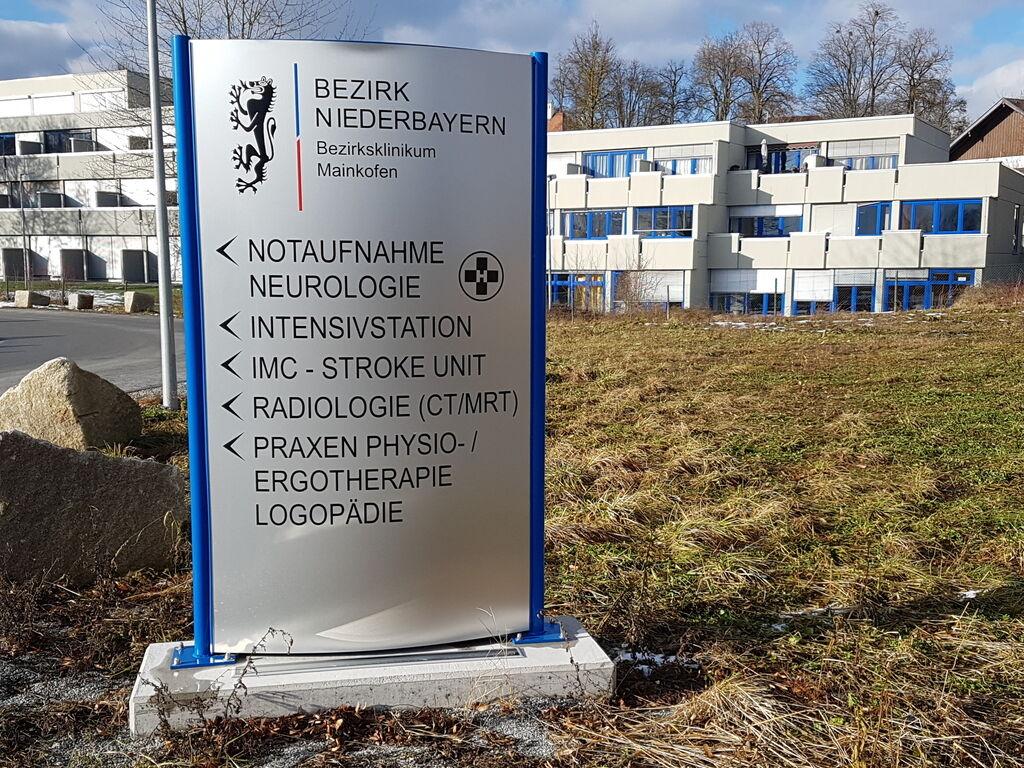 BEZIRK
NIEDERBAYERN
Bezirksklinikum
Mainkofen
NOTAUFNAHME
NEUROLOGIE
H
INTENSIVSTATION
IMC - STROKE UNIT
RADIOLOGIE (CT/MRT)
PRAXEN PHYSIO- /
ERGOTHERAPIE
LOGOPÄDIE